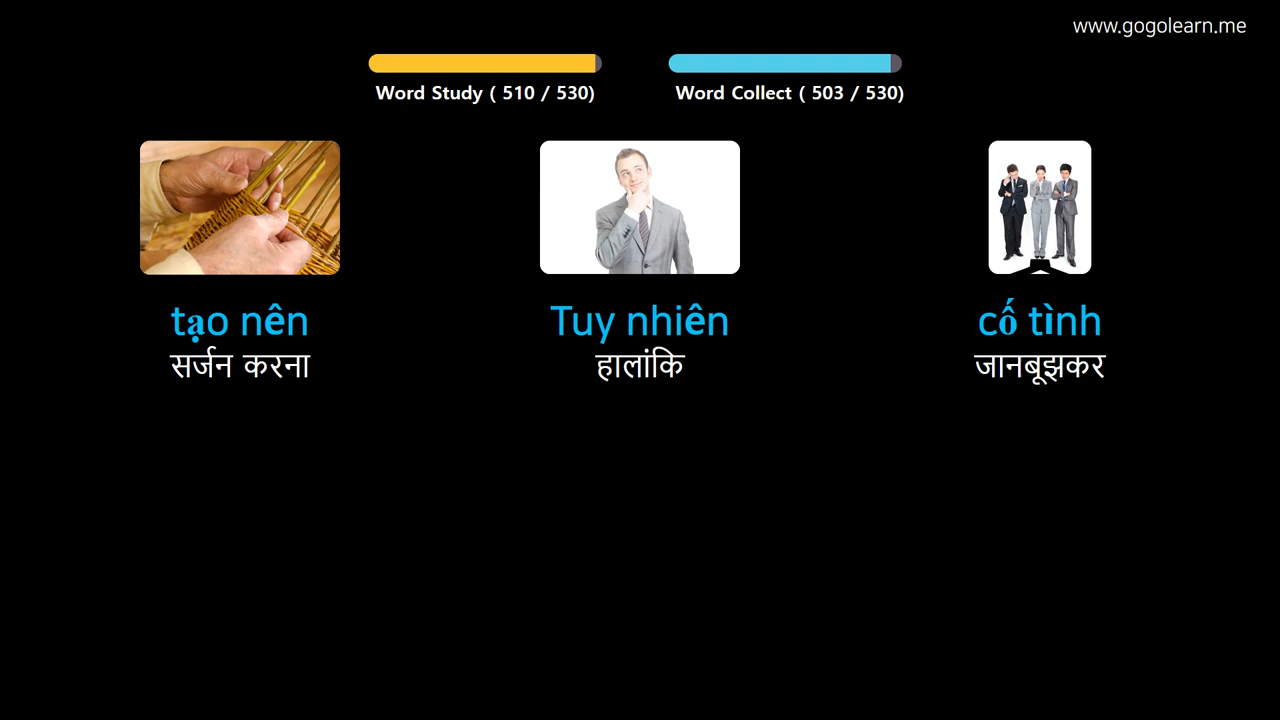 www.gogolearn.me
Word Study ( 510 / 530)
Word Collect ( 503 / 530)
tạo nên
सर्जन करना
Tuy nhiên
हालांकि
cố tình
जानबूझकर